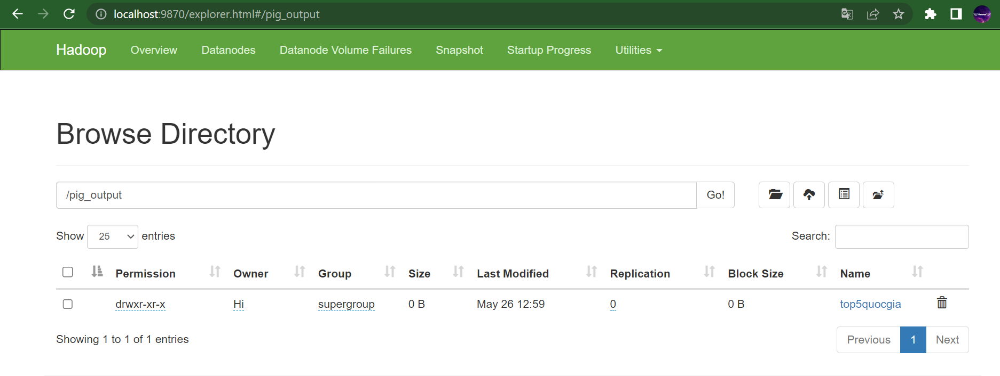 localhost:9870/explorer.html#/pig_output
Hadoop Overview Datanodes Datanode Volume Failures Snapshot Startup Progress Utilities
Browse Directory
/pig_output Go!
Show 25 entries Search:
Permission Owner Group Size Last Modified Replication Block Size Name
drwxr-xr-x Hi supergroup 0 B May 26 12:59 0 0 B top5quocgia
Showing 1 to 1 of 1 entries Previous 1 Next